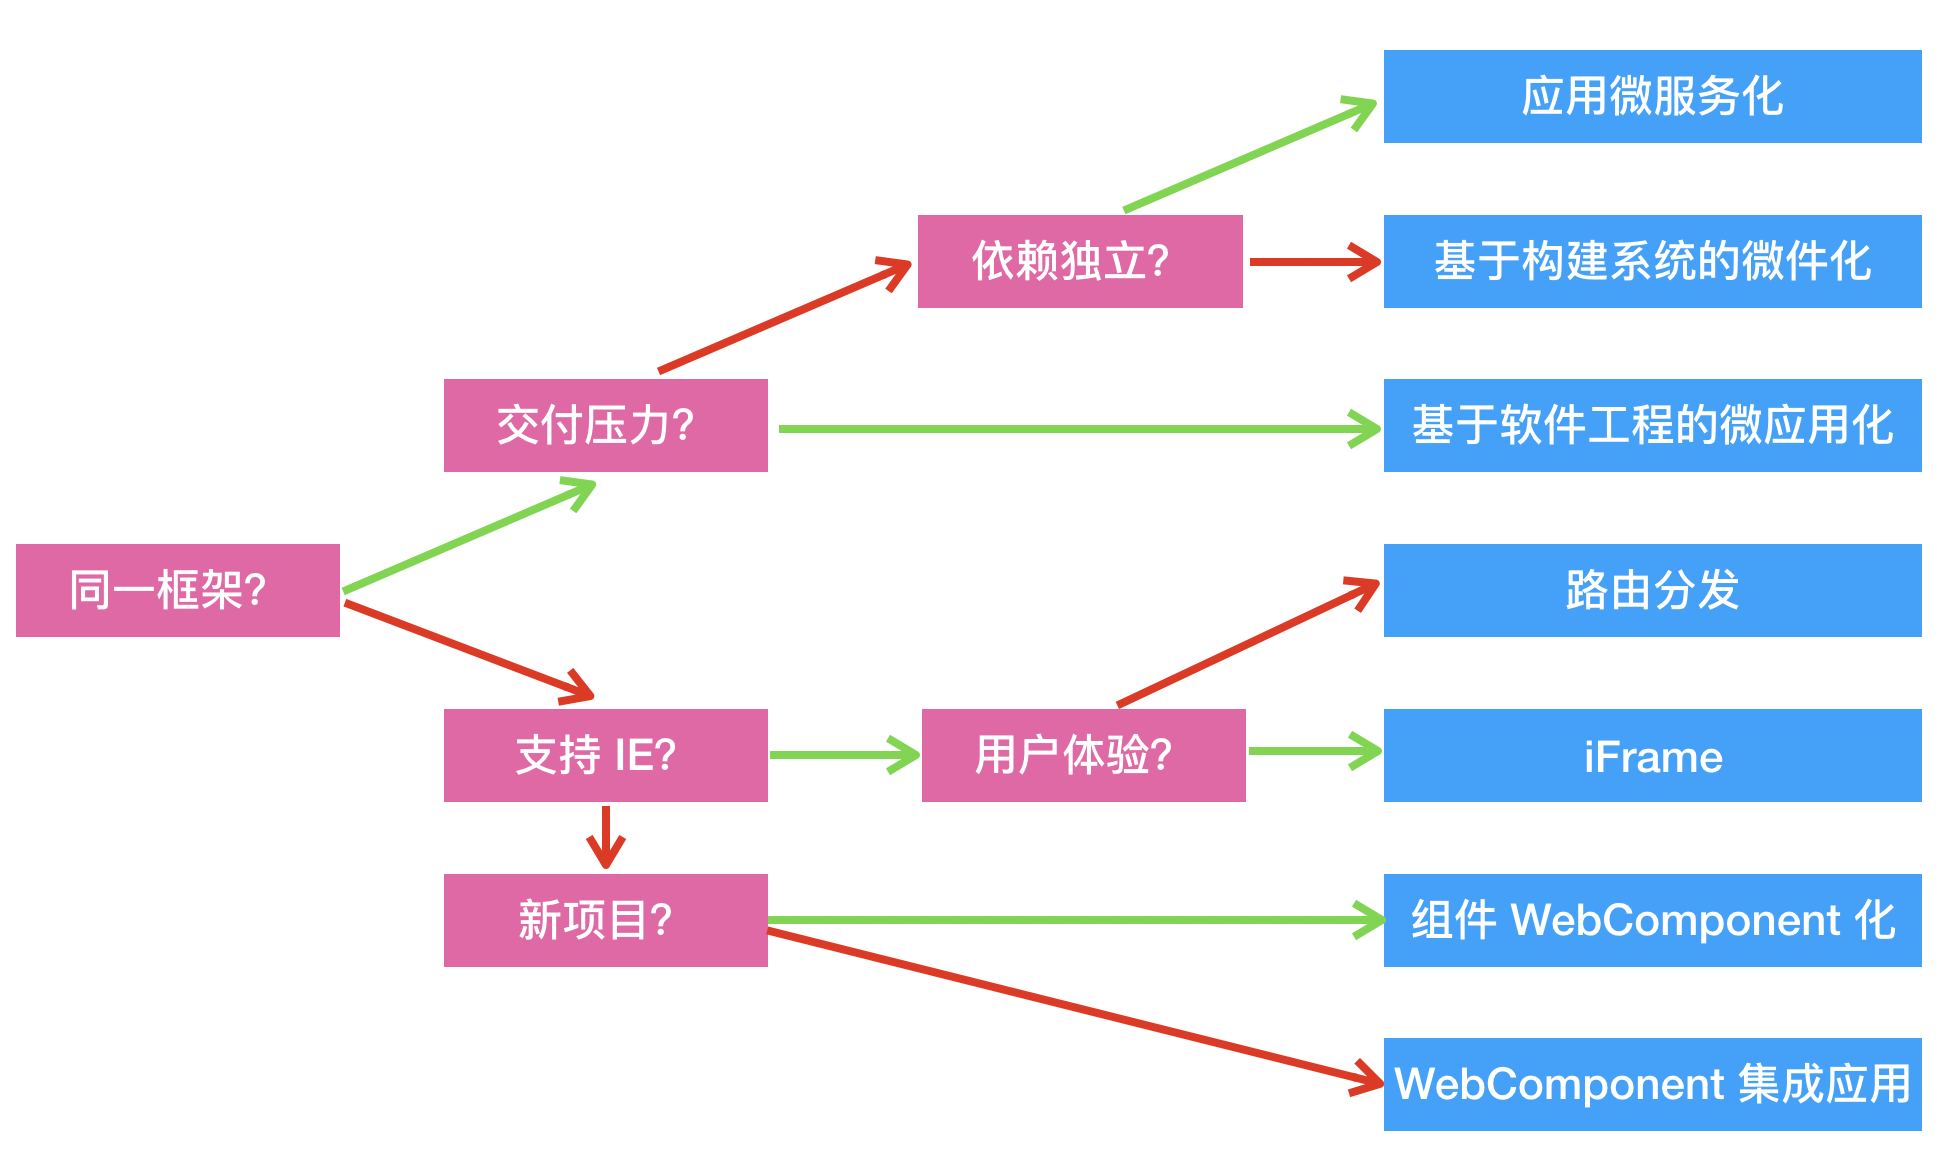 应用微服务化
依赖独立?
基于构建系统的微件化
交付压力?
基于软件工程的微应用化
同一框架?
路由分发
支持 IE?
用户体验?
iFrame
新项目?
组件 WebComponent 化
WebComponent 集成应用